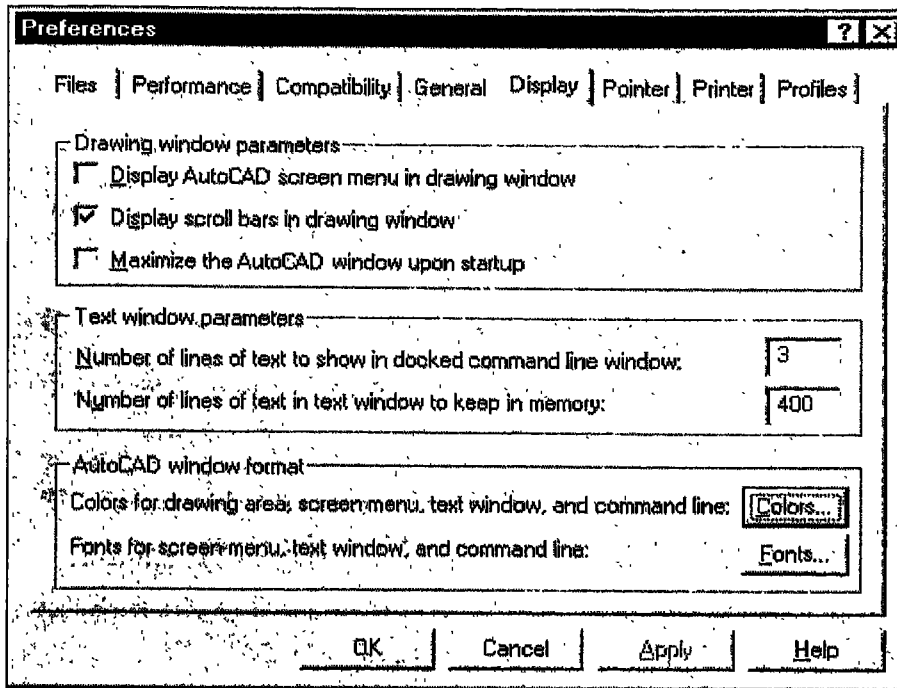 Preferences ? X
Files Performance Compatibility General Display Pointer Printer Profiles
Drawing window parameters
Display AutoCAD screen menu in drawing window
Display scroll bars in drawing window
Maximize the AutoCAD window upon startup
Text window parameters
Number of lines of text to show in docked command line window: 3
Number of lines of text in text window to keep in memory: 400
AutoCAD window format
Colors for drawing area, screen menu, text window, and command line: Colors...
Fonts for screen menu, text window, and command line: Fonts...
OK Cancel Apply Help